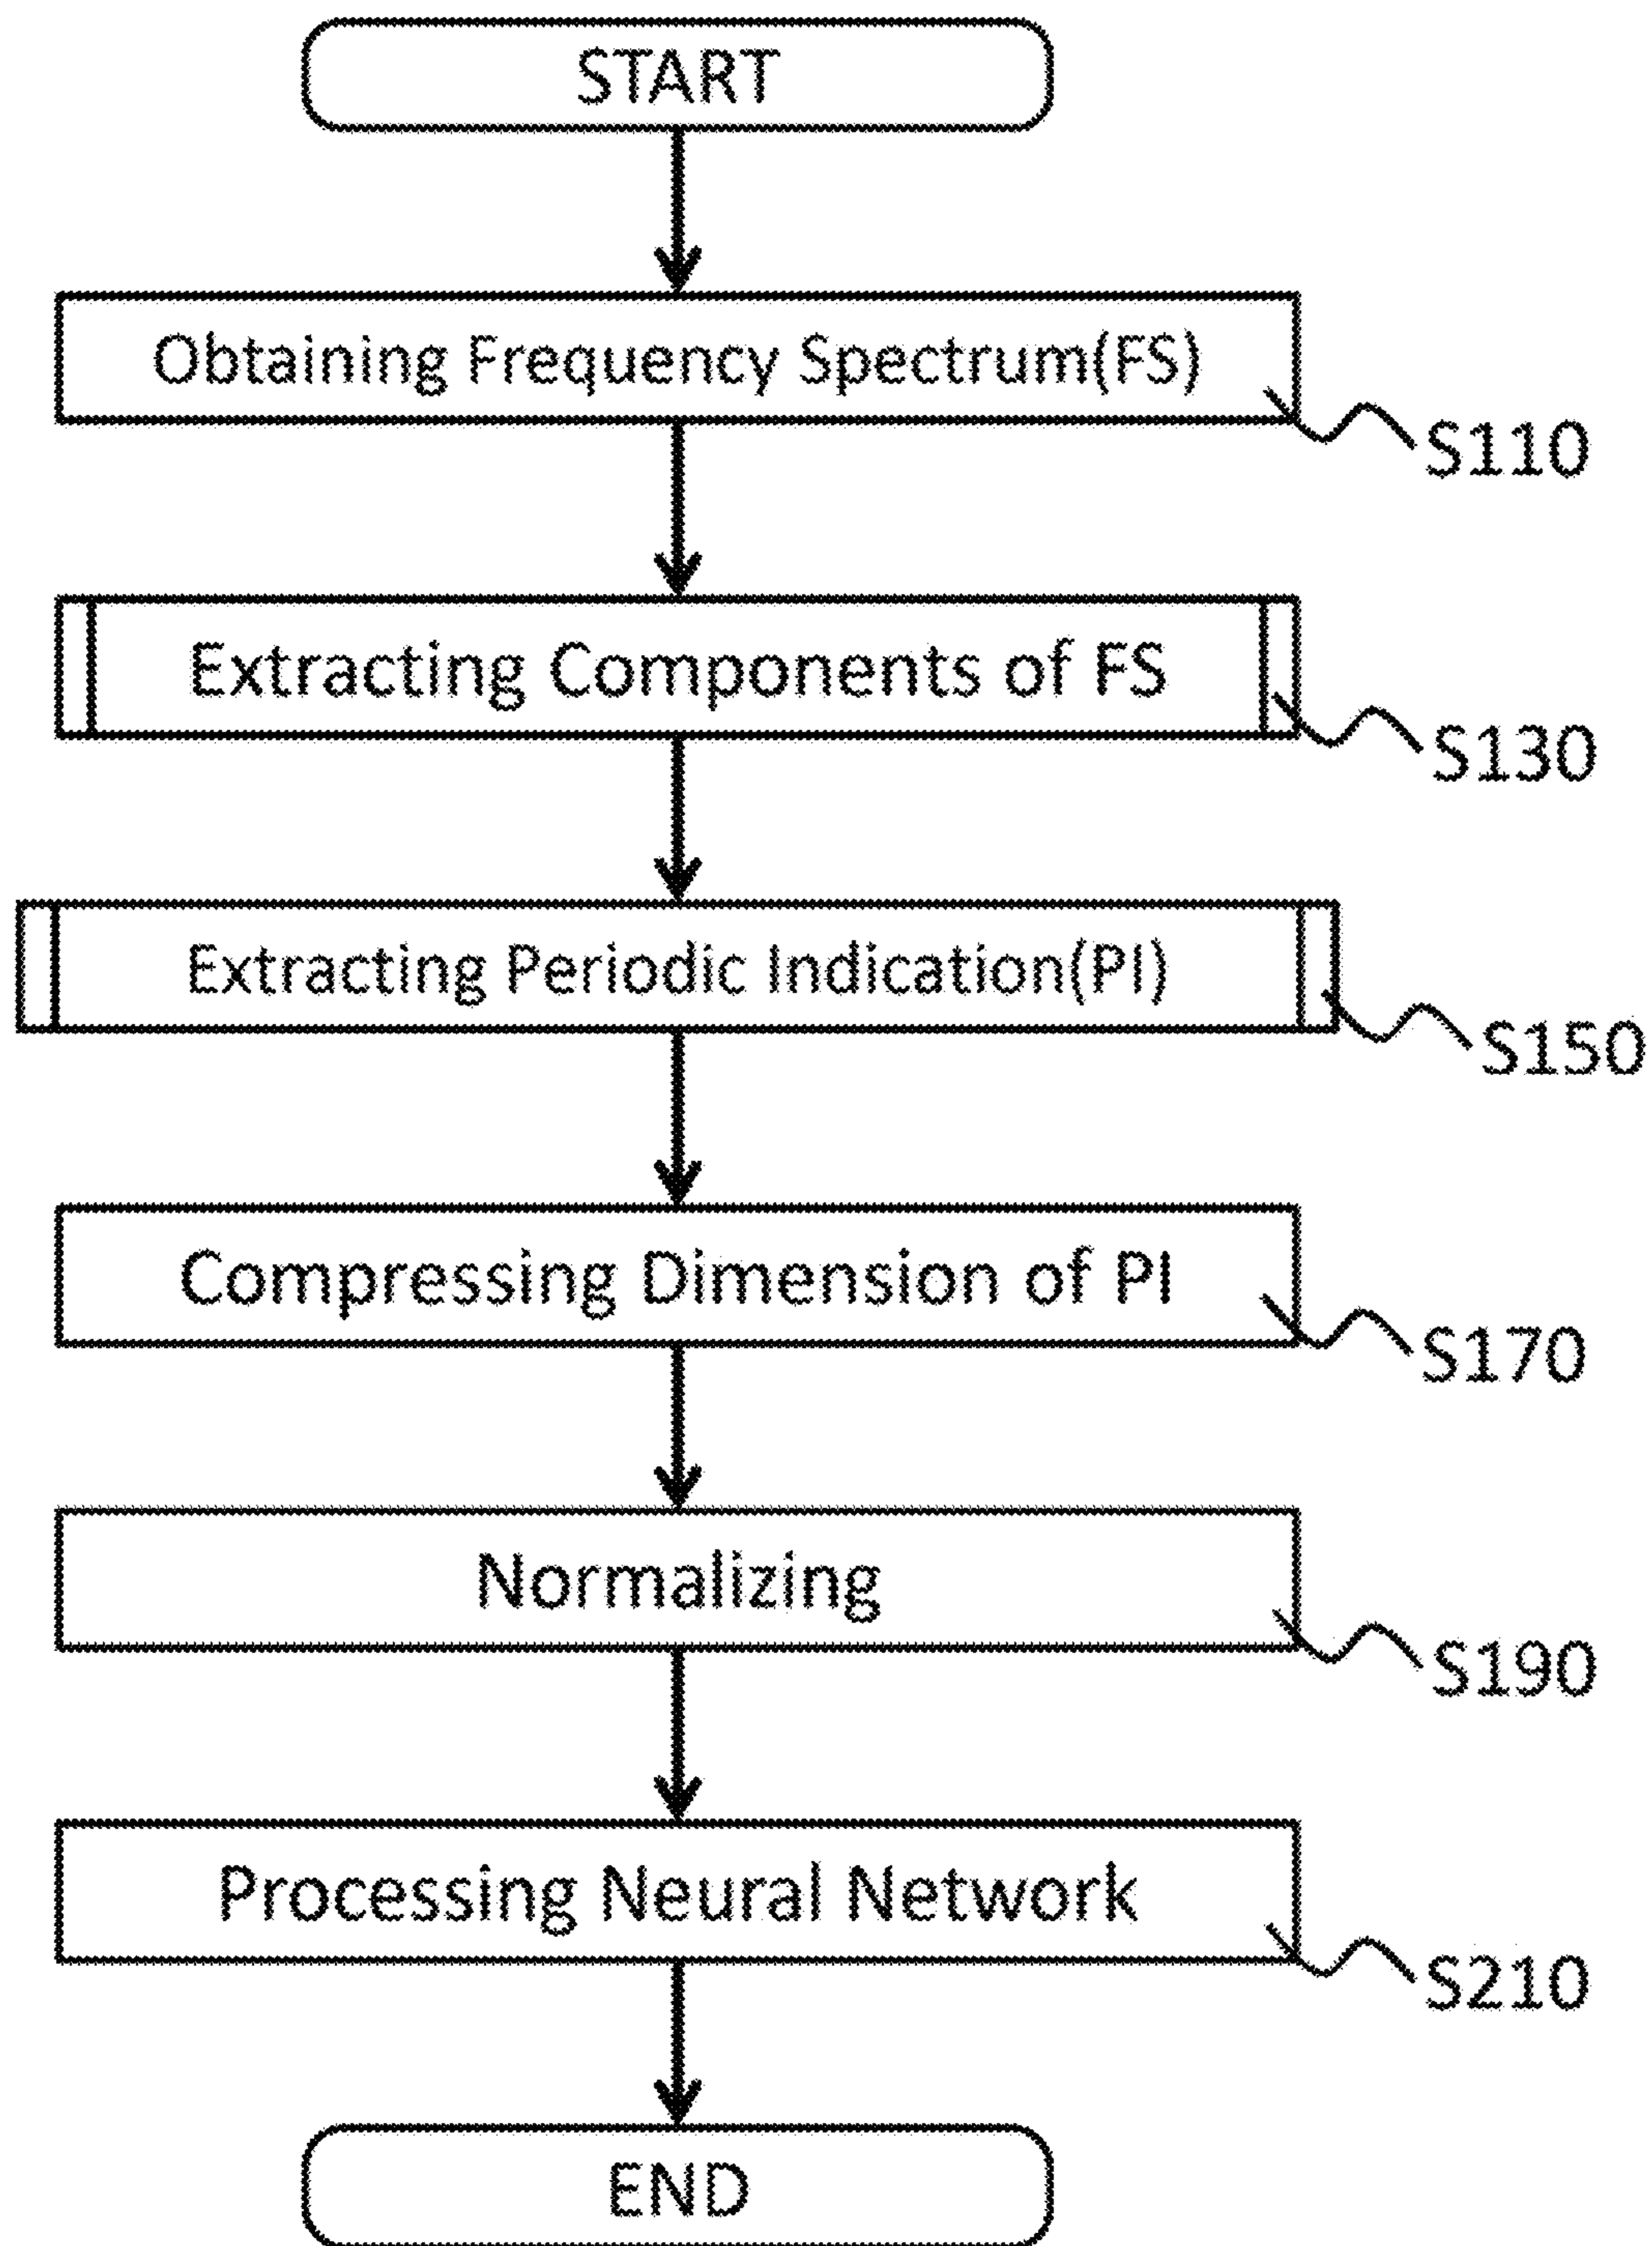 START
Obtaining Frequency Spectrum(FS)
S110
Extracting Components of FS
S130
Extracting Periodic Indication(PI)
S150
Compressing Dimension of PI
S170
Normalizing
S190
Processing Neural Network
S210
END